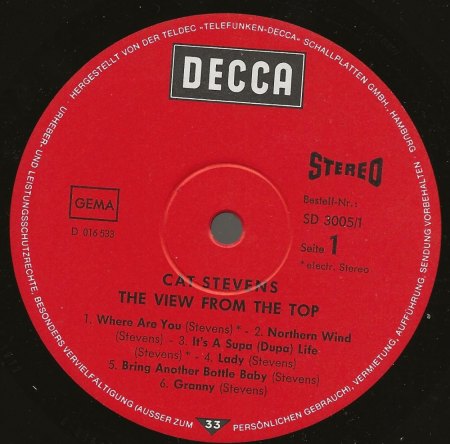 HERGESTELLT VON DER TELDEC »TELEFUNKEN-DECCA« SCHALLPLATTEN GMBH., HAMBURG
DECCA
STEREO
GEMA
D 016 593
Bestell-Nr.:
SD 3005/1
Seite 1
*electr. Stereo
CAT STEVENS
THE VIEW FROM THE TOP
1. Where Are You (Stevens) * - 2. Northern Wind
(Stevens) - 3. It's A Supa (Dupa) Life
(Stevens) * - 4. Lady (Stevens)
5. Bring Another Bottle Baby (Stevens)
6. Granny (Stevens)
URHEBER- UND LEISTUNGSSCHUTZRECHTE, BESONDERS VERVIELFÄLTIGUNG (AUSSER ZUM 33 PERSÖNLICHEN GEBRAUCH), VERMIETUNG, AUFFÜHRUNG, SENDUNG VORBEHALTEN